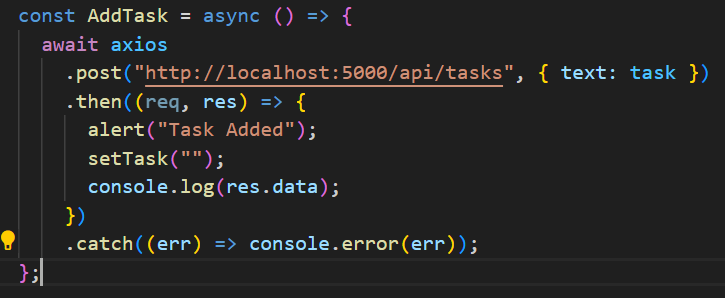 const AddTask = async () => {
  await axios
    .post("http://localhost:5000/api/tasks", { text: task })
    .then((req, res) => {
      alert("Task Added");
      setTask("");
      console.log(res.data);
    })
    .catch((err) => console.error(err));
};